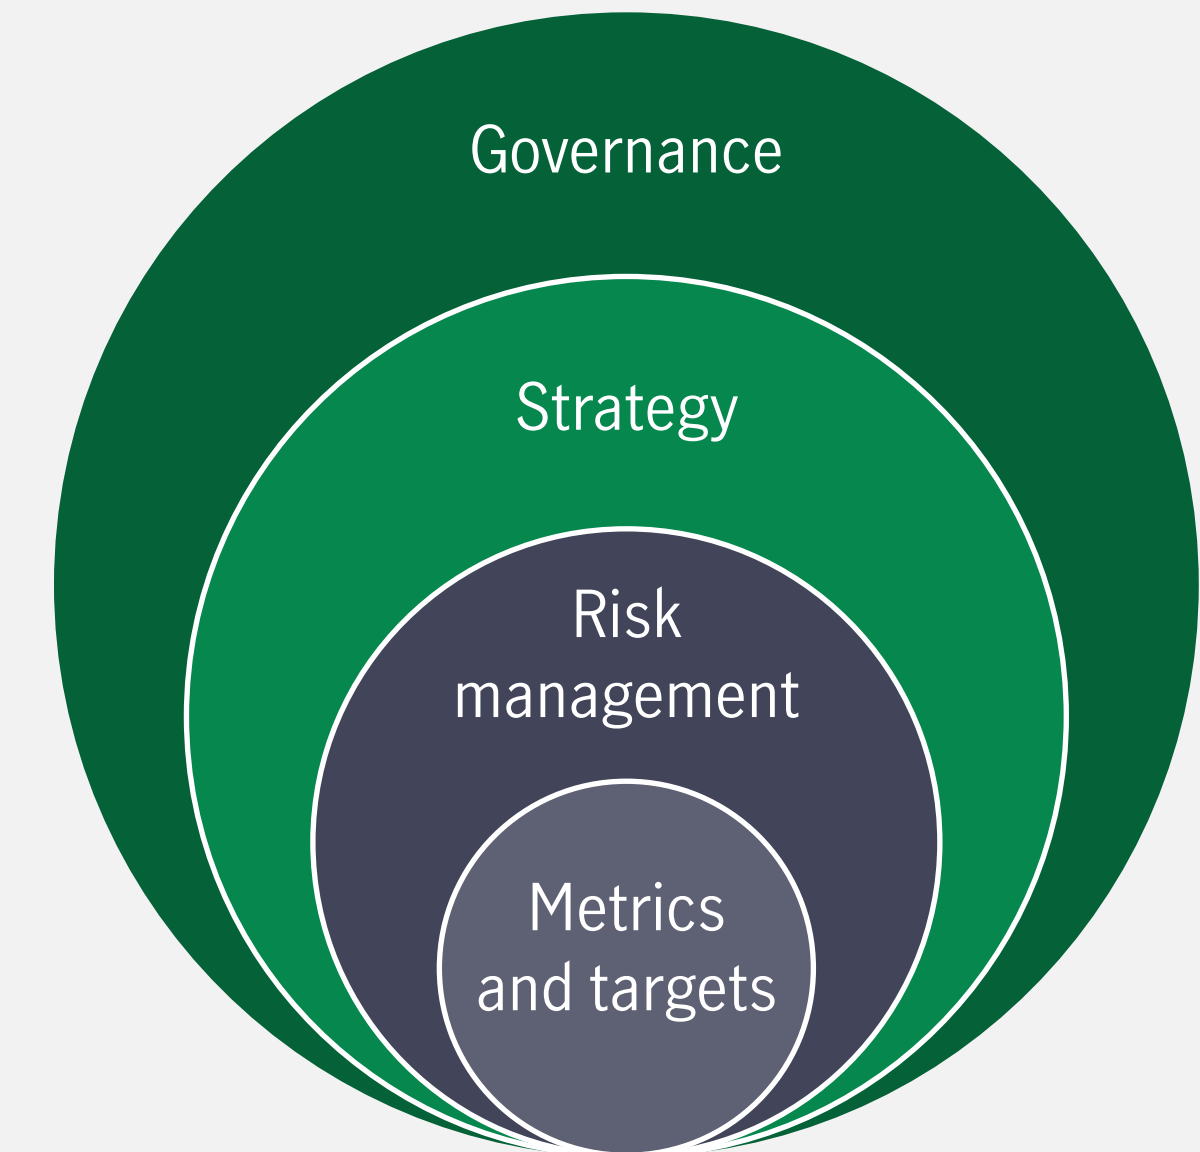 Governance
Strategy
Risk
management
Metrics
and targets